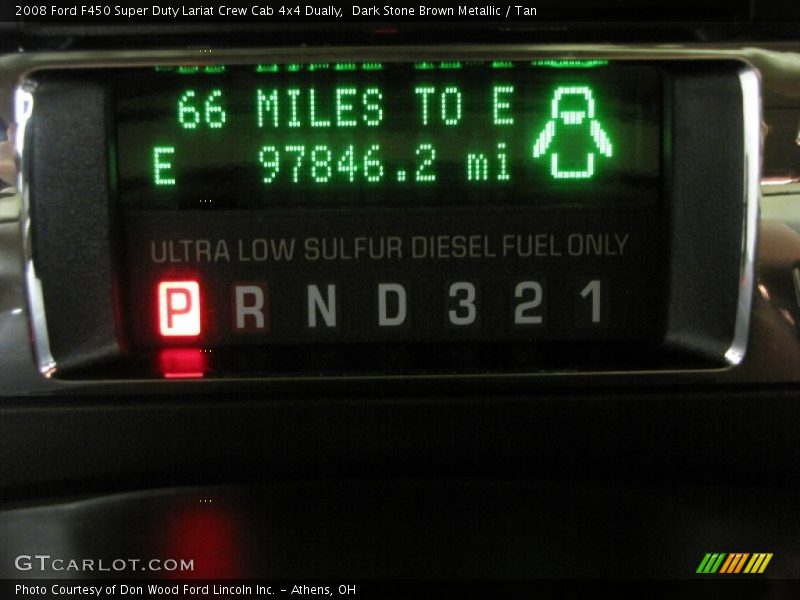 2008 Ford F450 Super Duty Lariat Crew Cab 4x4 Dually,  Dark Stone Brown Metallic / Tan
66 MILES TO E
E 97846.2 mi
ULTRA LOW SULFUR DIESEL FUEL ONLY
P R N D 3 2 1
GTCARLOT.COM
Photo Courtesy of Don Wood Ford Lincoln Inc. - Athens, OH